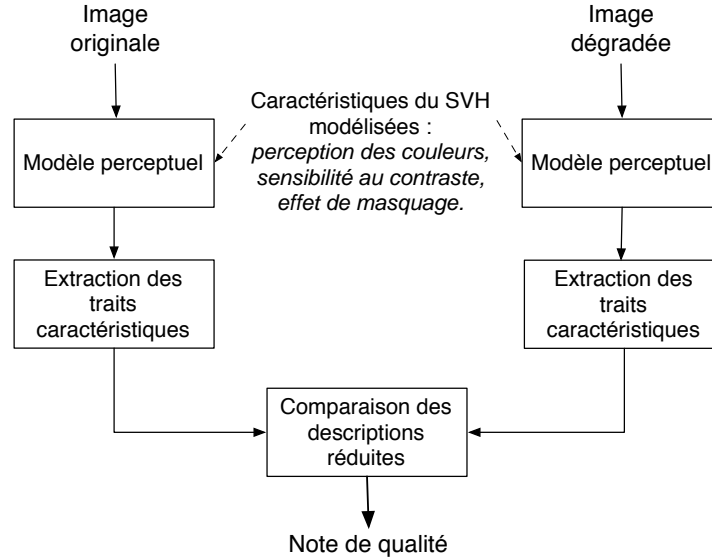 Image
originale
Image
dégradée
Caractéristiques du SVH
modélisées :
perception des couleurs,
sensibilité au contraste,
effet de masquage.
Modèle perceptuel
Modèle perceptuel
Extraction des
traits
caractéristiques
Extraction des
traits
caractéristiques
Comparaison des
descriptions
réduites
Note de qualité